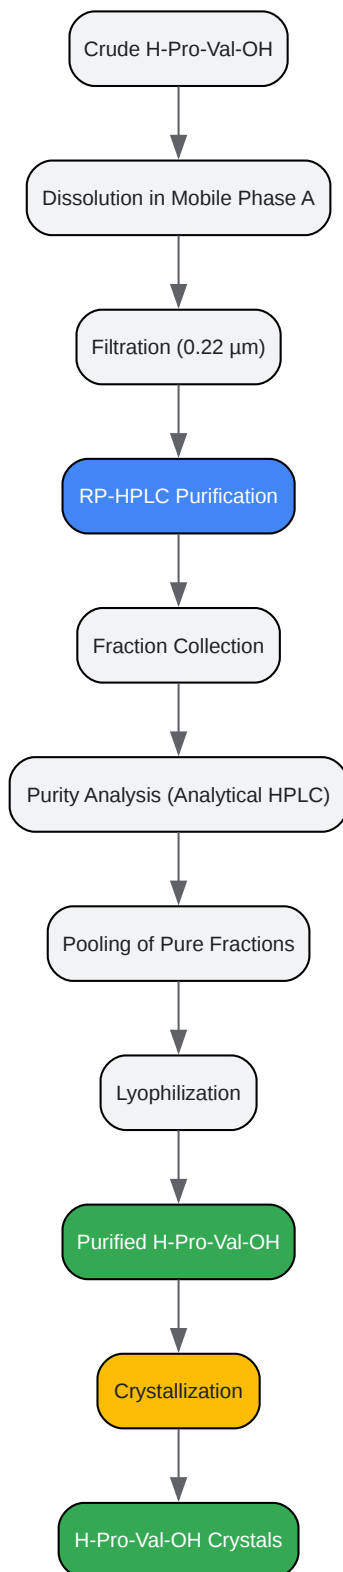 Crude H-Pro-Val-OH
Dissolution in Mobile Phase A
Filtration (0.22 µm)
RP-HPLC Purification
Fraction Collection
Purity Analysis (Analytical HPLC)
Pooling of Pure Fractions
Lyophilization
Purified H-Pro-Val-OH
Crystallization
H-Pro-Val-OH Crystals